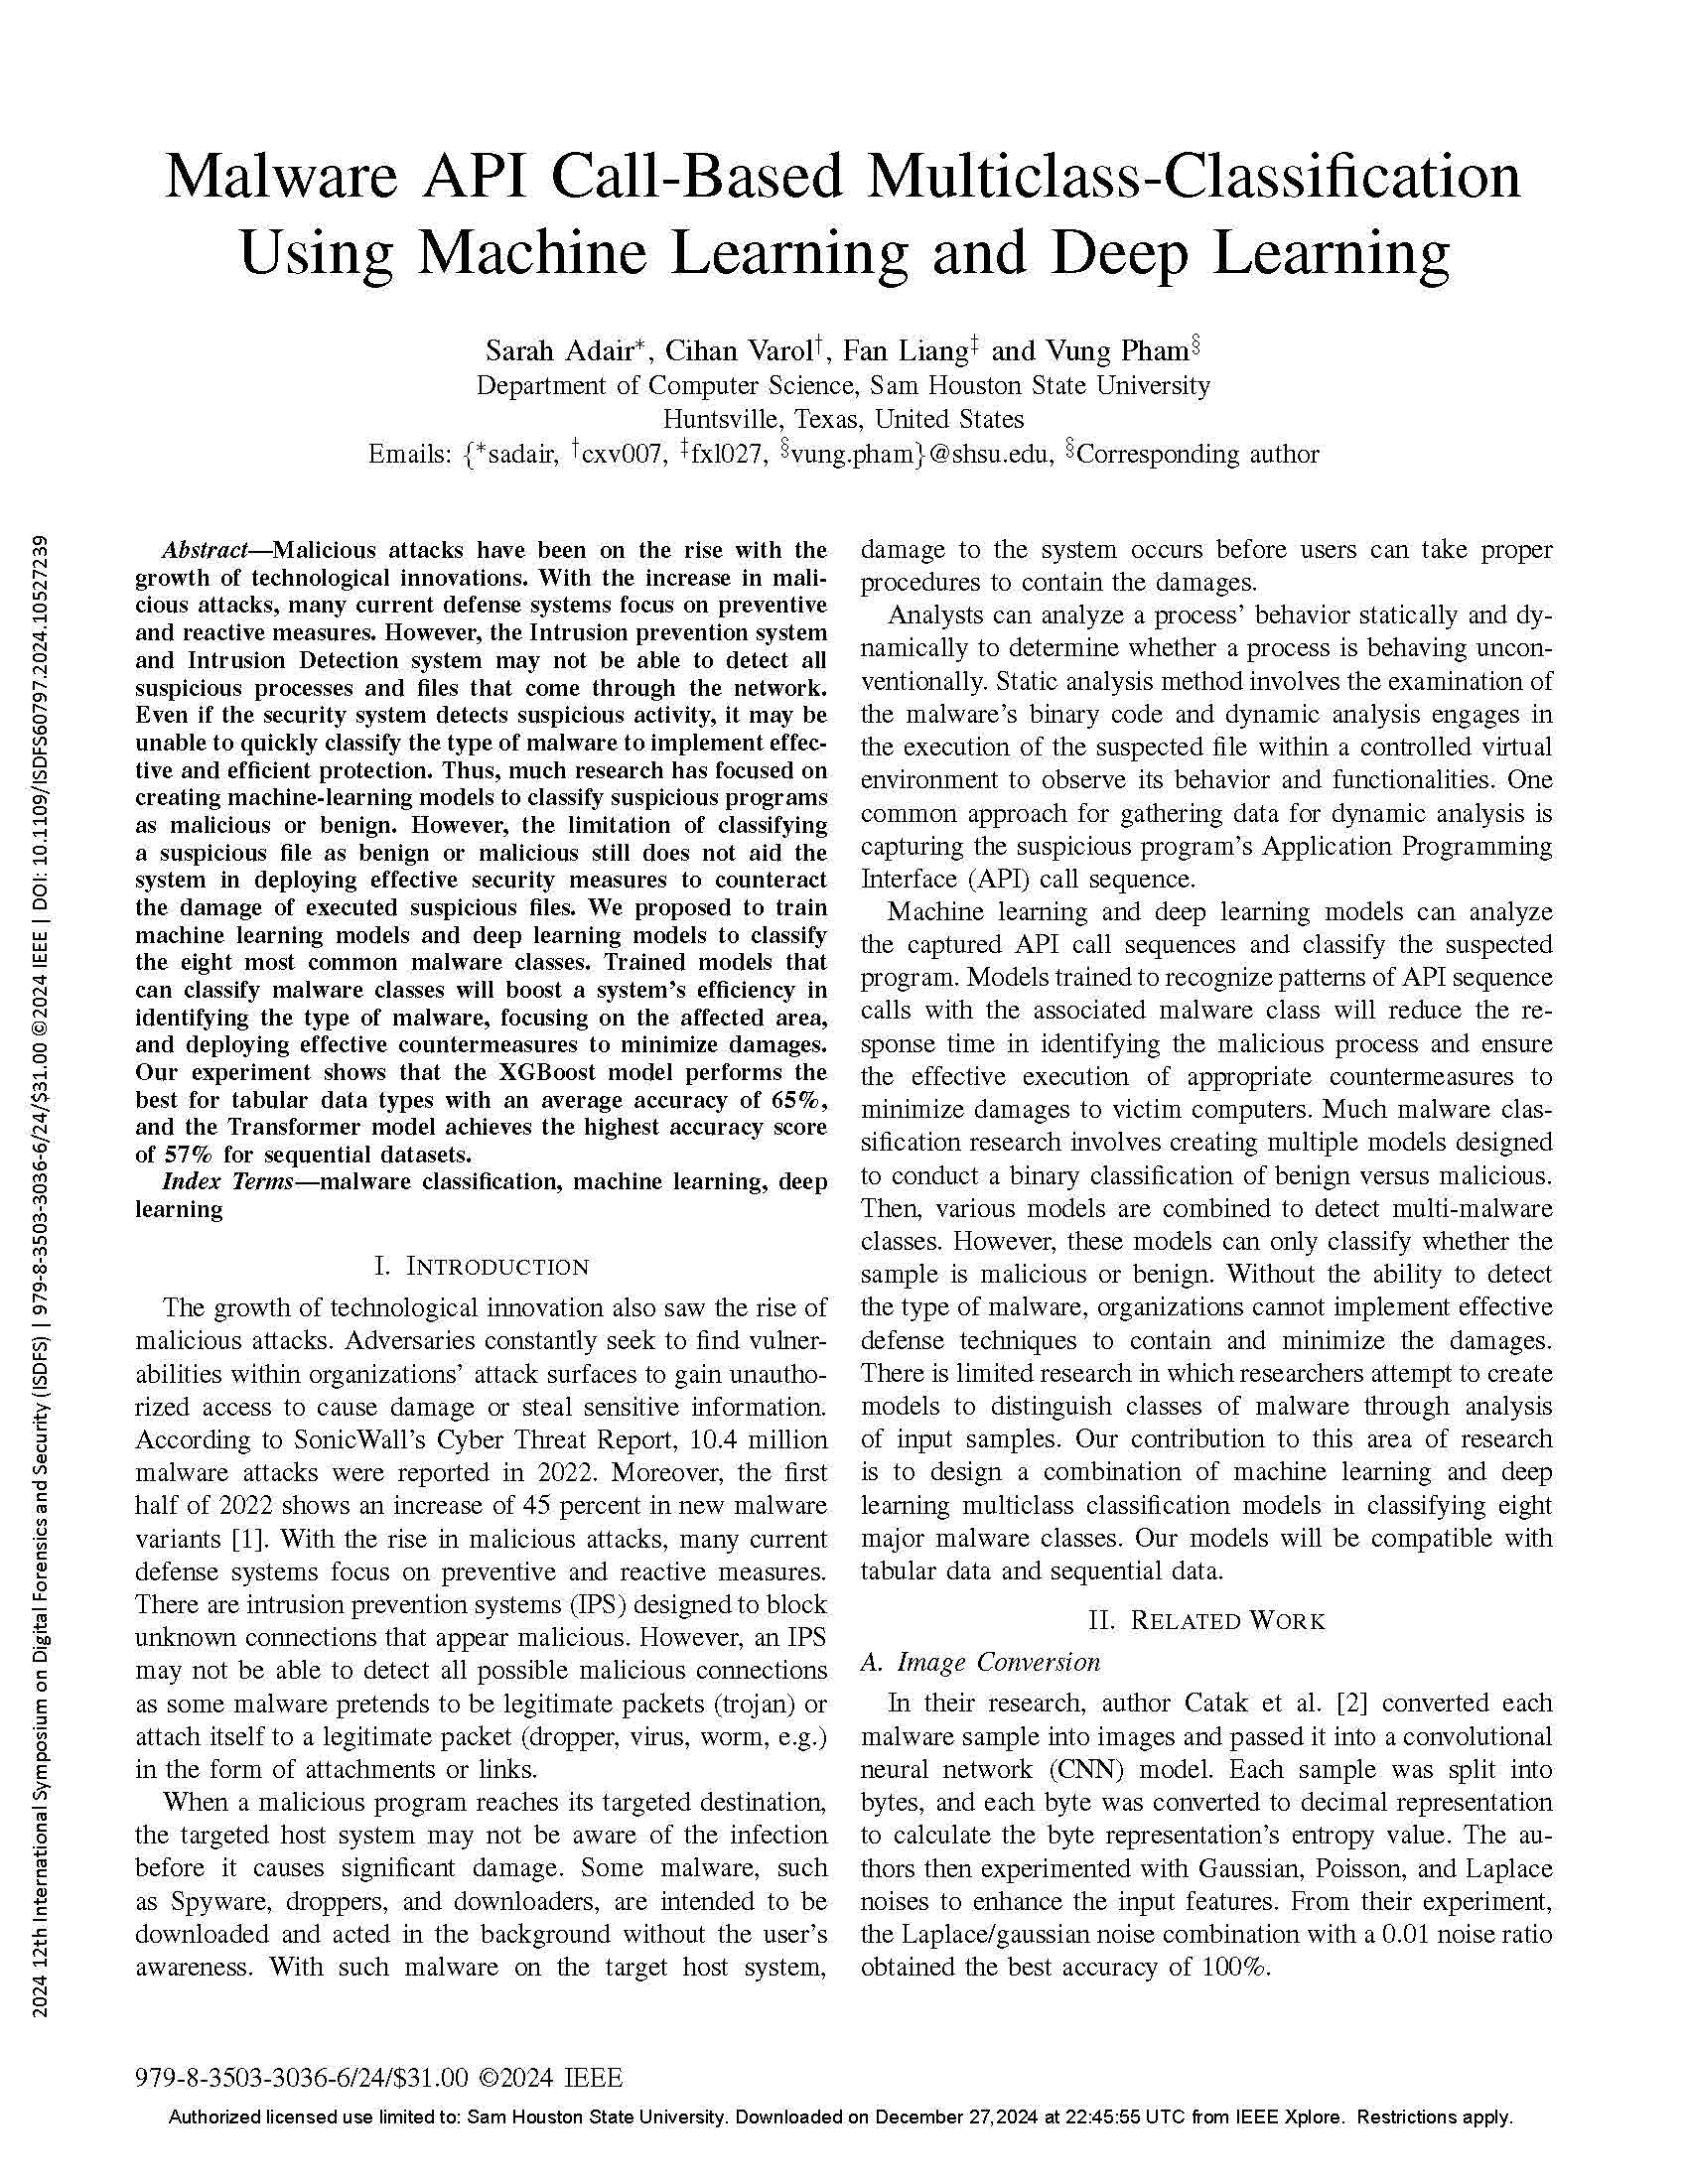 Malware API Call-Based Multiclass-Classification
Using Machine Learning and Deep Learning
Sarah Adair*, Cihan Varol†, Fan Liang‡ and Vung Pham§
Department of Computer Science, Sam Houston State University
Huntsville, Texas, United States
Emails: {*sadair, †cxv007, ‡fxl027, §vung.pham}@shsu.edu, §Corresponding author
Abstract—Malicious attacks have been on the rise with the
growth of technological innovations. With the increase in mali-
cious attacks, many current defense systems focus on preventive
and reactive measures. However, the Intrusion prevention system
and Intrusion Detection system may not be able to detect all
suspicious processes and files that come through the network.
Even if the security system detects suspicious activity, it may be
unable to quickly classify the type of malware to implement effec-
tive and efficient protection. Thus, much research has focused on
creating machine-learning models to classify suspicious programs
as malicious or benign. However, the limitation of classifying
a suspicious file as benign or malicious still does not aid the
system in deploying effective security measures to counteract
the damage of executed suspicious files. We proposed to train
machine learning models and deep learning models to classify
the eight most common malware classes. Trained models that
can classify malware classes will boost a system's efficiency in
identifying the type of malware, focusing on the affected area,
and deploying effective countermeasures to minimize damages.
Our experiment shows that the XGBoost model performs the
best for tabular data types with an average accuracy of 65%,
and the Transformer model achieves the highest accuracy score
of 57% for sequential datasets.
Index Terms—malware classification, machine learning, deep
learning
I. INTRODUCTION
The growth of technological innovation also saw the rise of
malicious attacks. Adversaries constantly seek to find vulner-
abilities within organizations' attack surfaces to gain unautho-
rized access to cause damage or steal sensitive information.
According to SonicWall's Cyber Threat Report, 10.4 million
malware attacks were reported in 2022. Moreover, the first
half of 2022 shows an increase of 45 percent in new malware
variants [1]. With the rise in malicious attacks, many current
defense systems focus on preventive and reactive measures.
There are intrusion prevention systems (IPS) designed to block
unknown connections that appear malicious. However, an IPS
may not be able to detect all possible malicious connections
as some malware pretends to be legitimate packets (trojan) or
attach itself to a legitimate packet (dropper, virus, worm, e.g.)
in the form of attachments or links.
When a malicious program reaches its targeted destination,
the targeted host system may not be aware of the infection
before it causes significant damage. Some malware, such
as Spyware, droppers, and downloaders, are intended to be
downloaded and acted in the background without the user's
awareness. With such malware on the target host system,
damage to the system occurs before users can take proper
procedures to contain the damages.
Analysts can analyze a process' behavior statically and dy-
namically to determine whether a process is behaving uncon-
ventionally. Static analysis method involves the examination of
the malware's binary code and dynamic analysis engages in
the execution of the suspected file within a controlled virtual
environment to observe its behavior and functionalities. One
common approach for gathering data for dynamic analysis is
capturing the suspicious program's Application Programming
Interface (API) call sequence.
Machine learning and deep learning models can analyze
the captured API call sequences and classify the suspected
program. Models trained to recognize patterns of API sequence
calls with the associated malware class will reduce the re-
sponse time in identifying the malicious process and ensure
the effective execution of appropriate countermeasures to
minimize damages to victim computers. Much malware clas-
sification research involves creating multiple models designed
to conduct a binary classification of benign versus malicious.
Then, various models are combined to detect multi-malware
classes. However, these models can only classify whether the
sample is malicious or benign. Without the ability to detect
the type of malware, organizations cannot implement effective
defense techniques to contain and minimize the damages.
There is limited research in which researchers attempt to create
models to distinguish classes of malware through analysis
of input samples. Our contribution to this area of research
is to design a combination of machine learning and deep
learning multiclass classification models in classifying eight
major malware classes. Our models will be compatible with
tabular data and sequential data.
II. RELATED WORK
A. Image Conversion
In their research, author Catak et al. [2] converted each
malware sample into images and passed it into a convolutional
neural network (CNN) model. Each sample was split into
bytes, and each byte was converted to decimal representation
to calculate the byte representation's entropy value. The au-
thors then experimented with Gaussian, Poisson, and Laplace
noises to enhance the input features. From their experiment,
the Laplace/gaussian noise combination with a 0.01 noise ratio
obtained the best accuracy of 100%.
2024 12th International Symposium on Digital Forensics and Security (ISDFS) | 979-8-3503-3036-6/24/$31.00 ©2024 IEEE | DOI: 10.1109/ISDFS60797.2024.10527239
979-8-3503-3036-6/24/$31.00 ©2024 IEEE
Authorized licensed use limited to: Sam Houston State University. Downloaded on December 27,2024 at 22:45:55 UTC from IEEE Xplore. Restrictions apply.